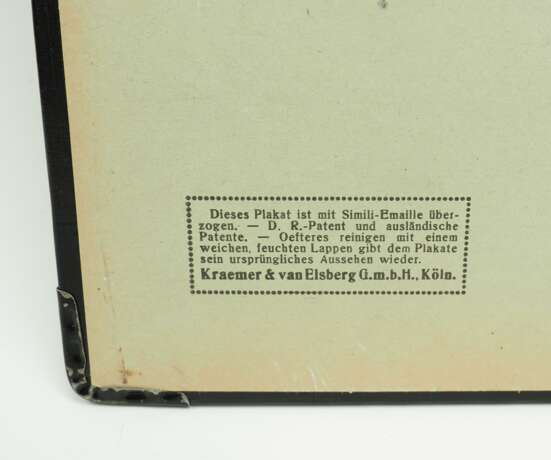 Dieses Plakat ist mit Simili-Emaille über-
zogen. — D. R.-Patent und ausländische
Patente. — Oefteres reinigen mit einem
weichen, feuchten Lappen gibt dem Plakate
sein ursprüngliches Aussehen wieder.
Kraemer & van Elsberg G.m.b.H., Köln.